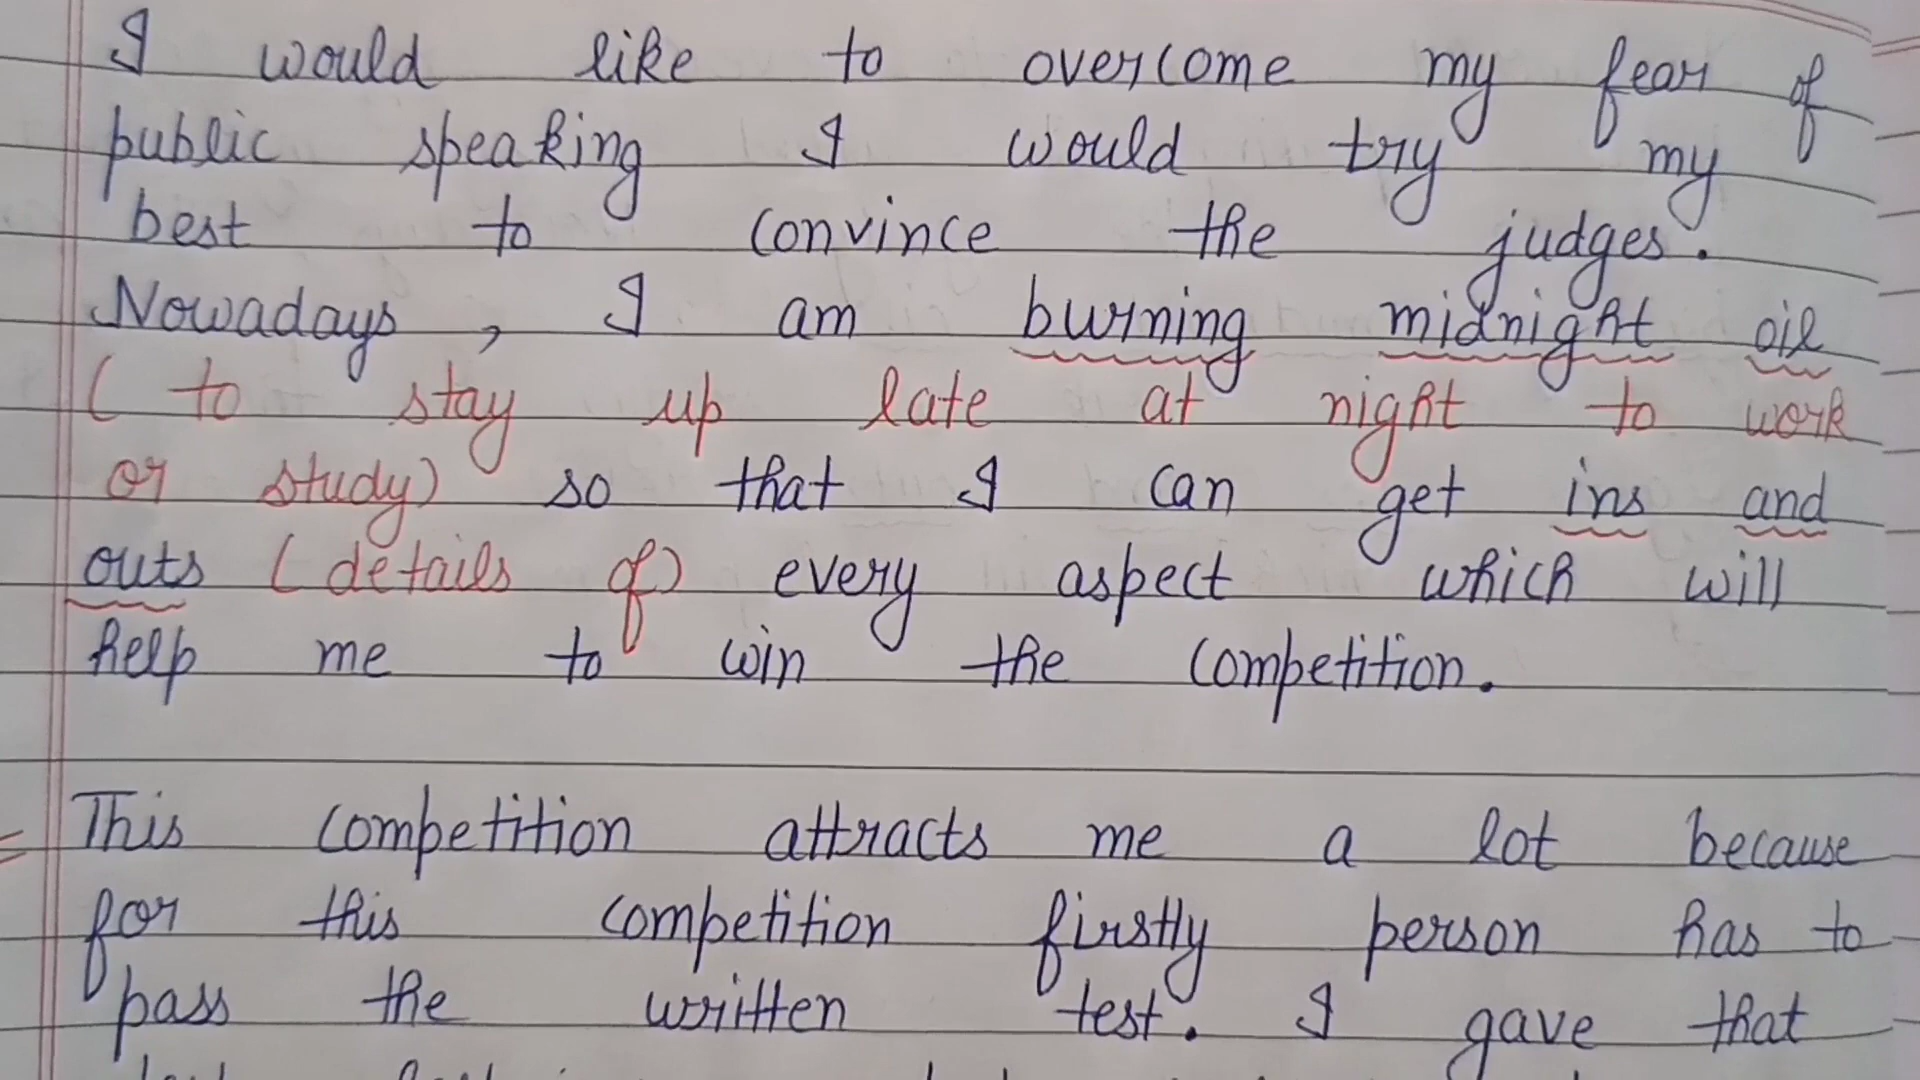 I would like to overcome my fear of
public speaking I would try my
best to convince the judges.
Nowadays, I am burning midnight oil
( to stay up late at night to work
or study) so that I can get ins and
outs ( details of) every aspect which will
help me to win the competition.
This competition attracts me a lot because
for this competition firstly person has to
pass the written test. I gave that